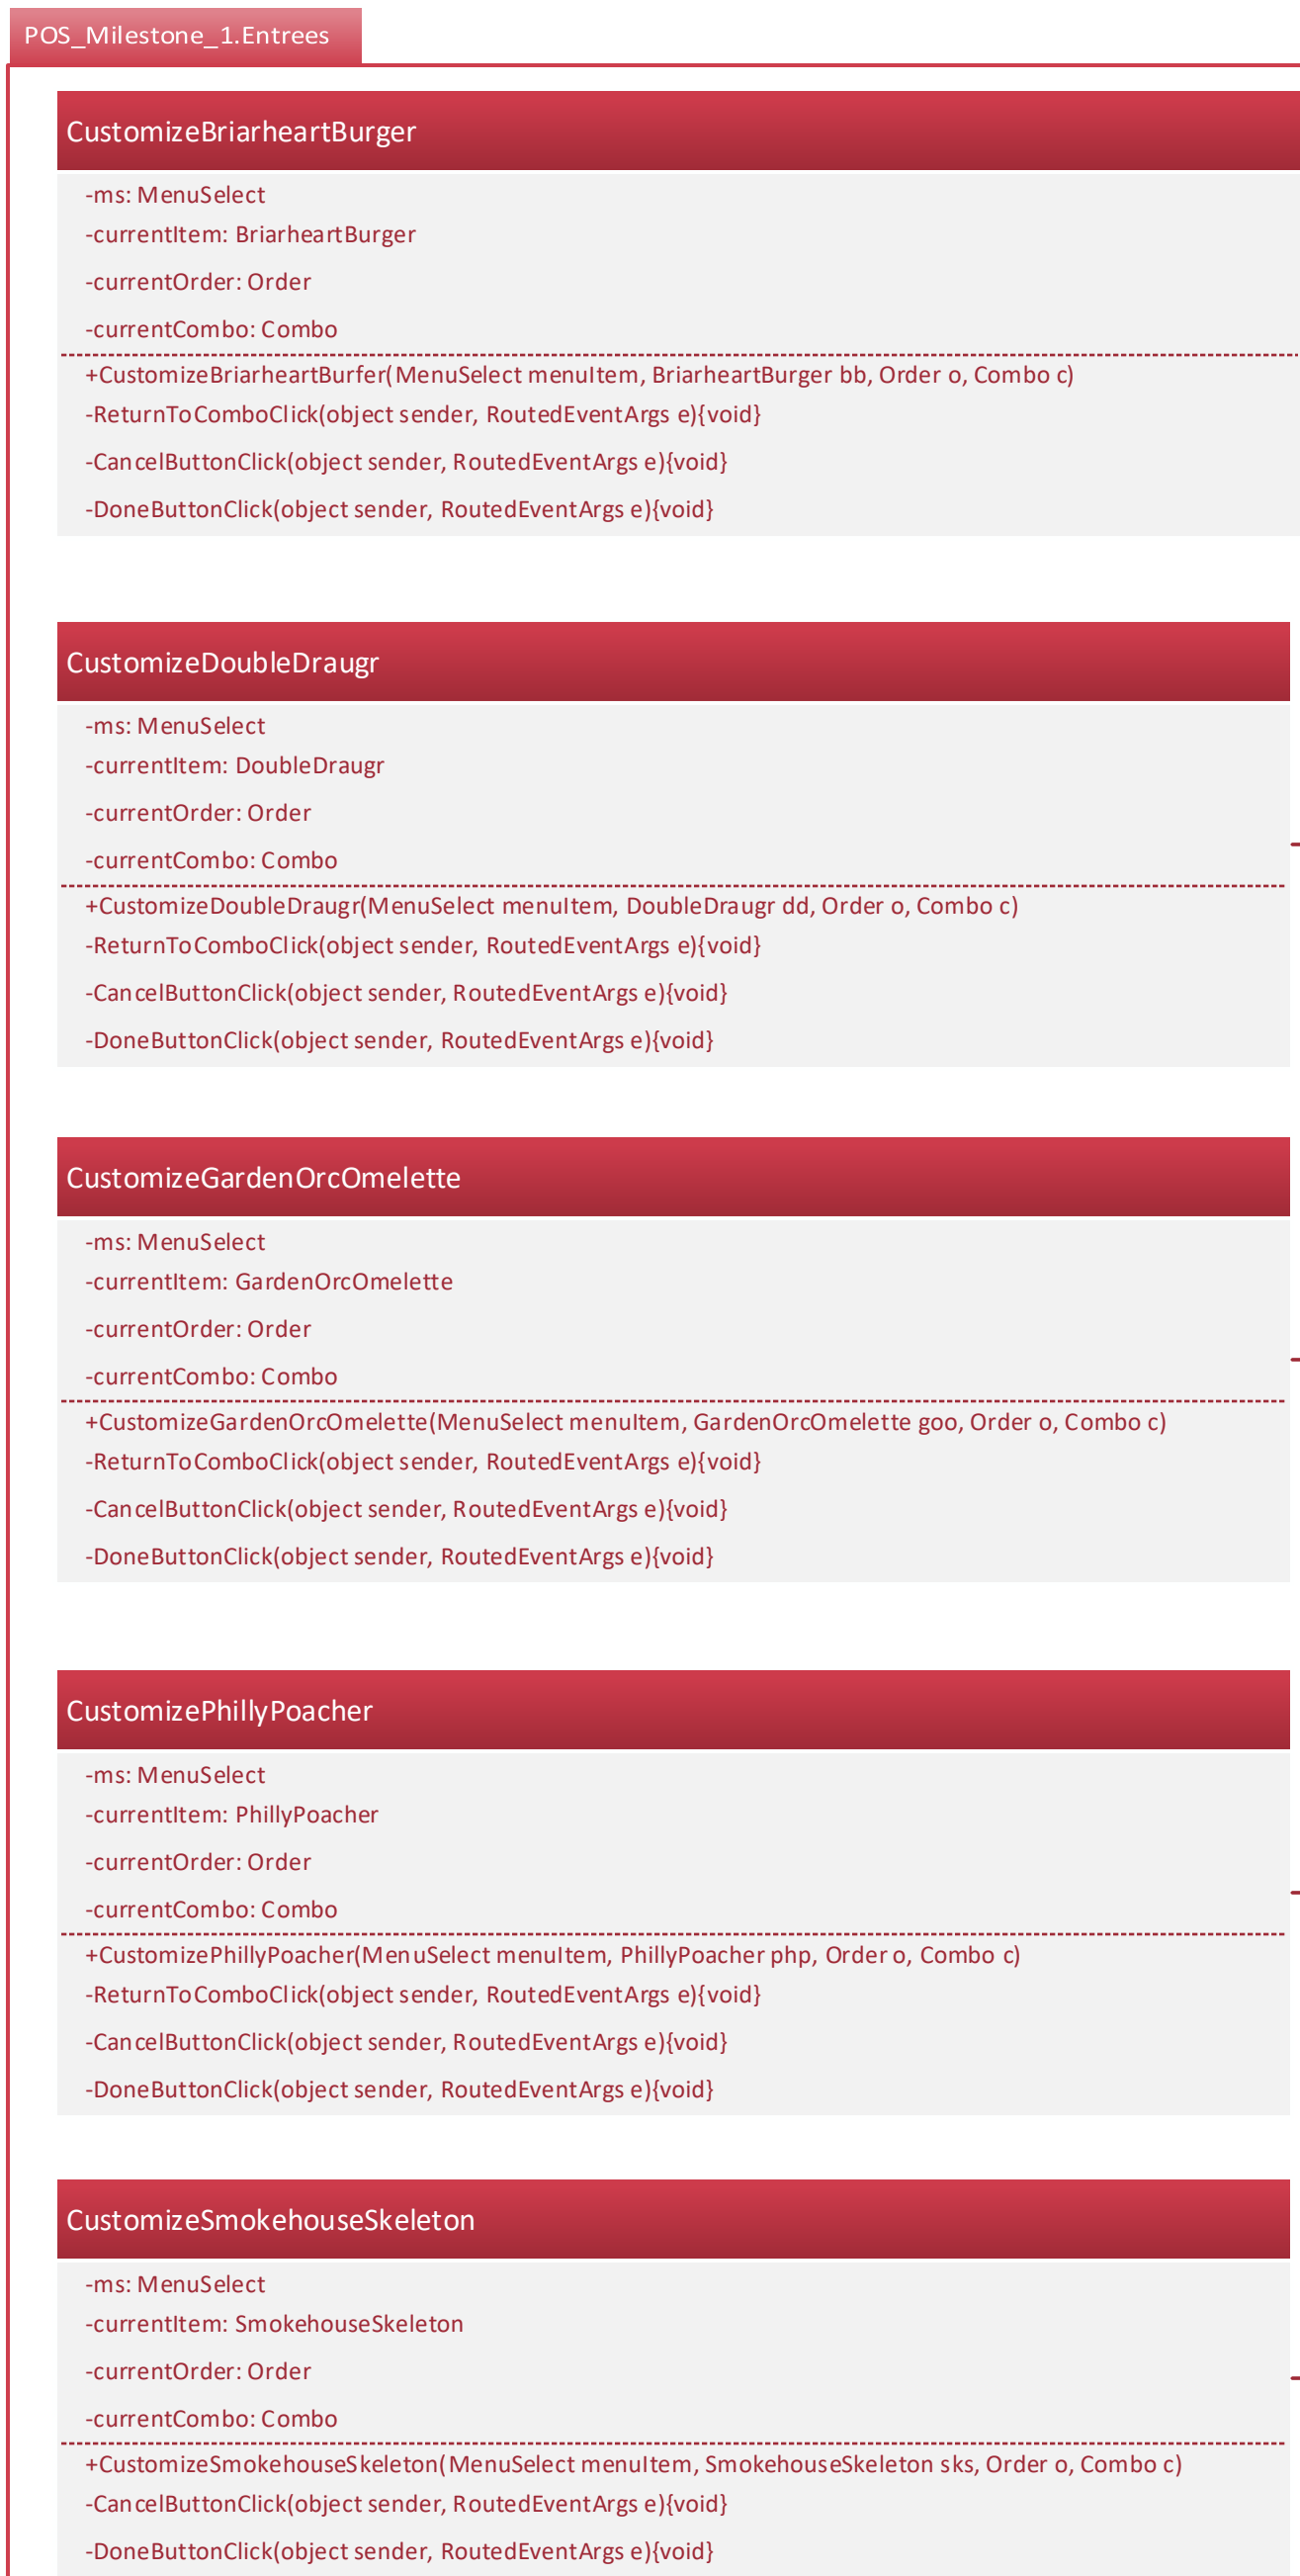 POS_Milestone_1.Entrees
CustomizeBriarheartBurger
-ms: MenuSelect
-currentItem: BriarheartBurger
-currentOrder: Order
-currentCombo: Combo
+CustomizeBriarheartBurfer(MenuSelect menuItem, BriarheartBurger bb, Order o, Combo c)
-ReturnToComboClick(object sender, RoutedEventArgs e){void}
-CancelButtonClick(object sender, RoutedEventArgs e){void}
-DoneButtonClick(object sender, RoutedEventArgs e){void}
CustomizeDoubleDraugr
-ms: MenuSelect
-currentItem: DoubleDraugr
-currentOrder: Order
-currentCombo: Combo
+CustomizeDoubleDraugr(MenuSelect menuItem, DoubleDraugr dd, Order o, Combo c)
-ReturnToComboClick(object sender, RoutedEventArgs e){void}
-CancelButtonClick(object sender, RoutedEventArgs e){void}
-DoneButtonClick(object sender, RoutedEventArgs e){void}
CustomizeGardenOrcOmelette
-ms: MenuSelect
-currentItem: GardenOrcOmelette
-currentOrder: Order
-currentCombo: Combo
+CustomizeGardenOrcOmelette(MenuSelect menuItem, GardenOrcOmelette goo, Order o, Combo c)
-ReturnToComboClick(object sender, RoutedEventArgs e){void}
-CancelButtonClick(object sender, RoutedEventArgs e){void}
-DoneButtonClick(object sender, RoutedEventArgs e){void}
CustomizePhillyPoacher
-ms: MenuSelect
-currentItem: PhillyPoacher
-currentOrder: Order
-currentCombo: Combo
+CustomizePhillyPoacher(MenuSelect menuItem, PhillyPoacher php, Order o, Combo c)
-ReturnToComboClick(object sender, RoutedEventArgs e){void}
-CancelButtonClick(object sender, RoutedEventArgs e){void}
-DoneButtonClick(object sender, RoutedEventArgs e){void}
CustomizeSmokehouseSkeleton
-ms: MenuSelect
-currentItem: SmokehouseSkeleton
-currentOrder: Order
-currentCombo: Combo
+CustomizeSmokehouseSkeleton(MenuSelect menuItem, SmokehouseSkeleton sks, Order o, Combo c)
-CancelButtonClick(object sender, RoutedEventArgs e){void}
-DoneButtonClick(object sender, RoutedEventArgs e){void}